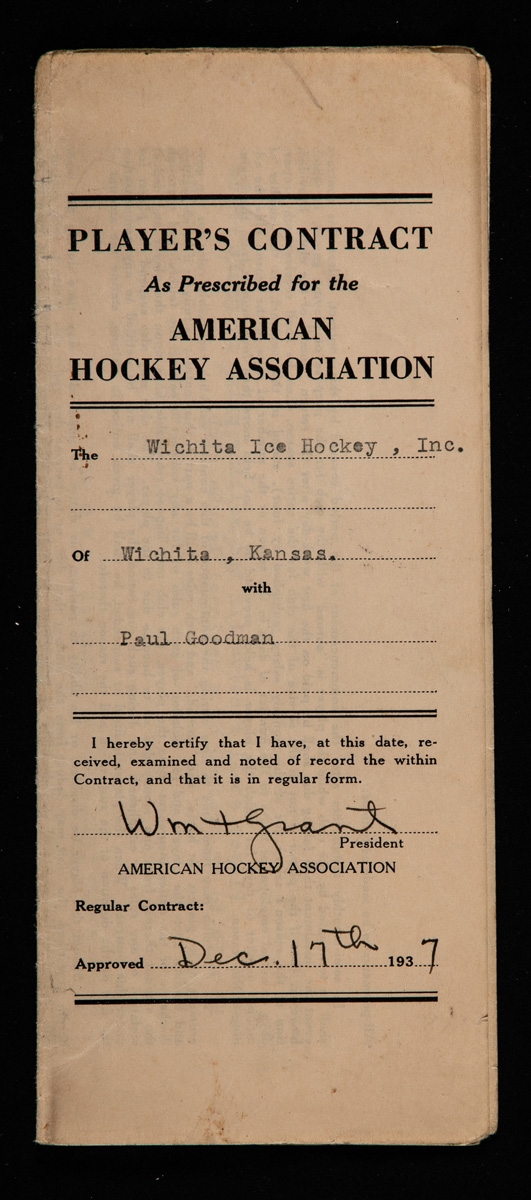 PLAYER'S CONTRACT
As Prescribed for the
AMERICAN
HOCKEY ASSOCIATION
The Wichita Ice Hockey , Inc.
Of Wichita , Kansas.
with
Paul Goodman
I hereby certify that I have, at this date, re-
ceived, examined and noted of record the within
Contract, and that it is in regular form.
Wm Grant
President
AMERICAN HOCKEY ASSOCIATION
Regular Contract:
Approved Dec. 17th 1937